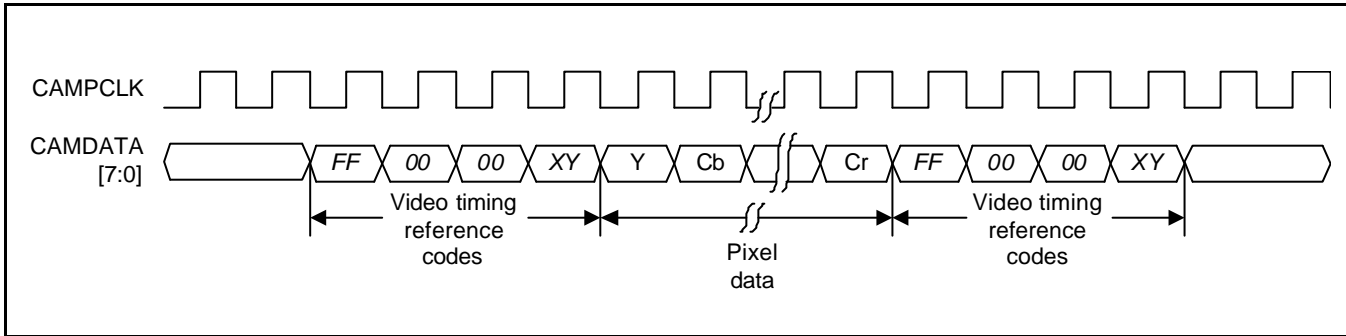 CAMPCLK
CAMDATA
[7:0]
FF 00 00 XY Y Cb Cr FF 00 00 XY
Video timing
reference
codes
Pixel
data
Video timing
reference
codes